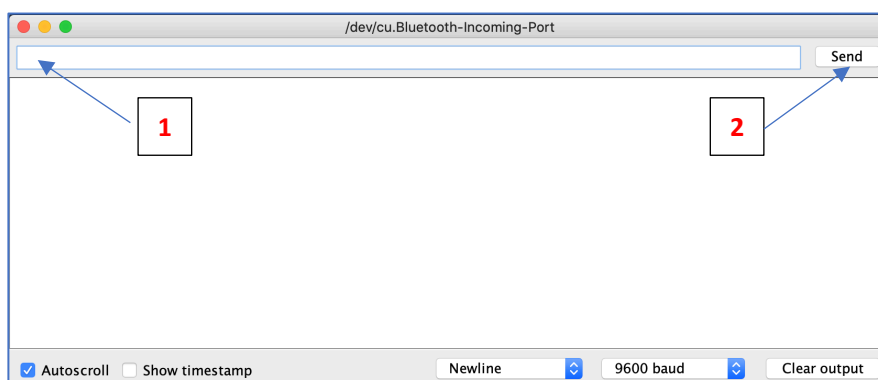 /dev/cu.Bluetooth-Incoming-Port
Send
1 2
Autoscroll Show timestamp Newline 9600 baud Clear output